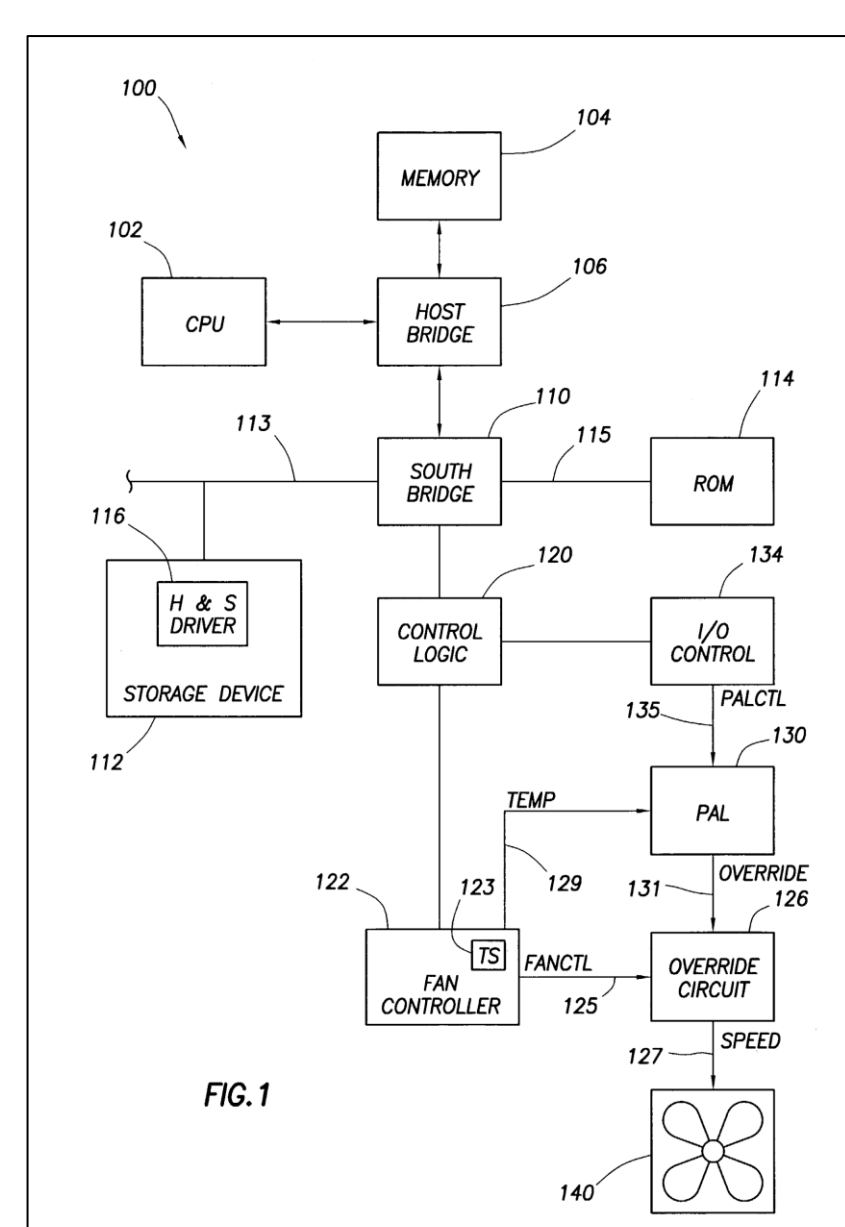 100
104
MEMORY
102
106
CPU
HOST
BRIDGE
114
110
113
115
SOUTH
BRIDGE
ROM
116
120
134
H & S
DRIVER
CONTROL
LOGIC
I/O
CONTROL
STORAGE DEVICE
PALCTL
135
112
130
TEMP
PAL
129
OVERRIDE
131
126
122
123
TS
FANCTL
FAN
CONTROLLER
125
OVERRIDE
CIRCUIT
SPEED
127
FIG.1
140